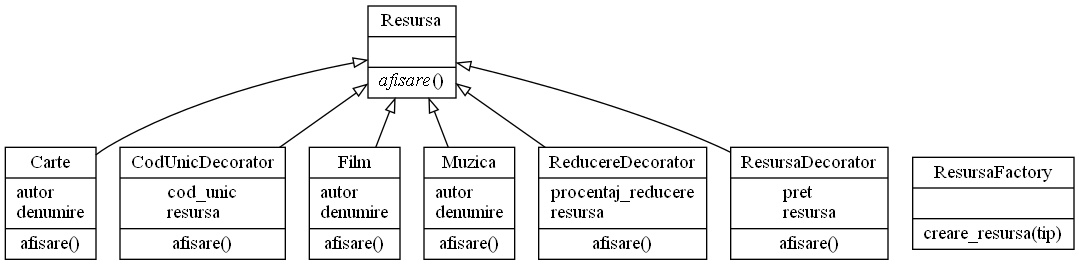 Resursa
afisare()
Carte
autor
denumire
afisare()
CodUnicDecorator
cod_unic
resursa
afisare()
Film
autor
denumire
afisare()
Muzica
autor
denumire
afisare()
ReducereDecorator
procentaj_reducere
resursa
afisare()
ResursaDecorator
pret
resursa
afisare()
ResursaFactory
creare_resursa(tip)